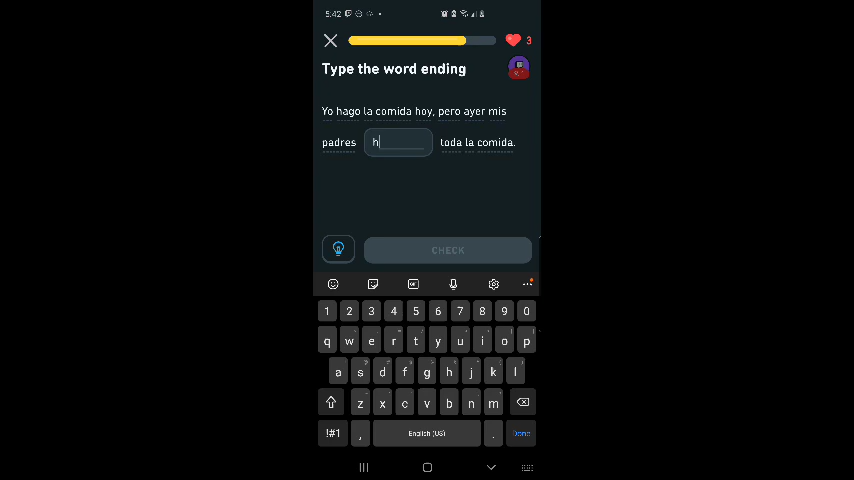 5:42
3
Type the word ending
Yo hago la comida hoy, pero ayer mis
padres h toda la comida.
CHECK
GIF
1 2 3 4 5 6 7 8 9 0
q w e r t y u i o p
a s d f g h j k l
z x c v b n m
!#1 , English (US) . Done